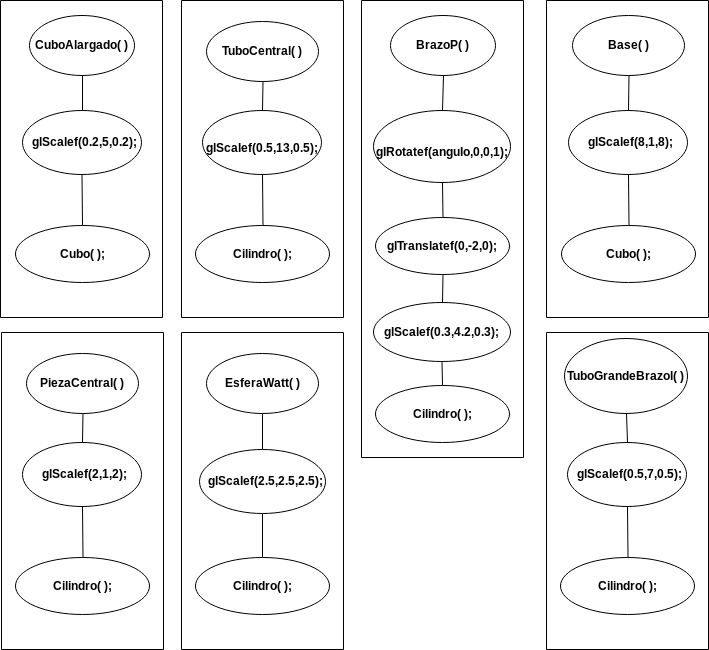 CuboAlargado( )
glScalef(0.2,5,0.2);
Cubo( );
TuboCentral( )
glScalef(0.5,13,0.5);
Cilindro( );
BrazoP( )
glRotatef(angulo,0,0,1);
glTranslatef(0,-2,0);
glScalef(0.3,4.2,0.3);
Cilindro( );
Base( )
glScalef(8,1,8);
Cubo( );
PiezaCentral( )
glScalef(2,1,2);
Cilindro( );
EsferaWatt( )
glScalef(2.5,2.5,2.5);
Cilindro( );
TuboGrandeBrazoI( )
glScalef(0.5,7,0.5);
Cilindro( );